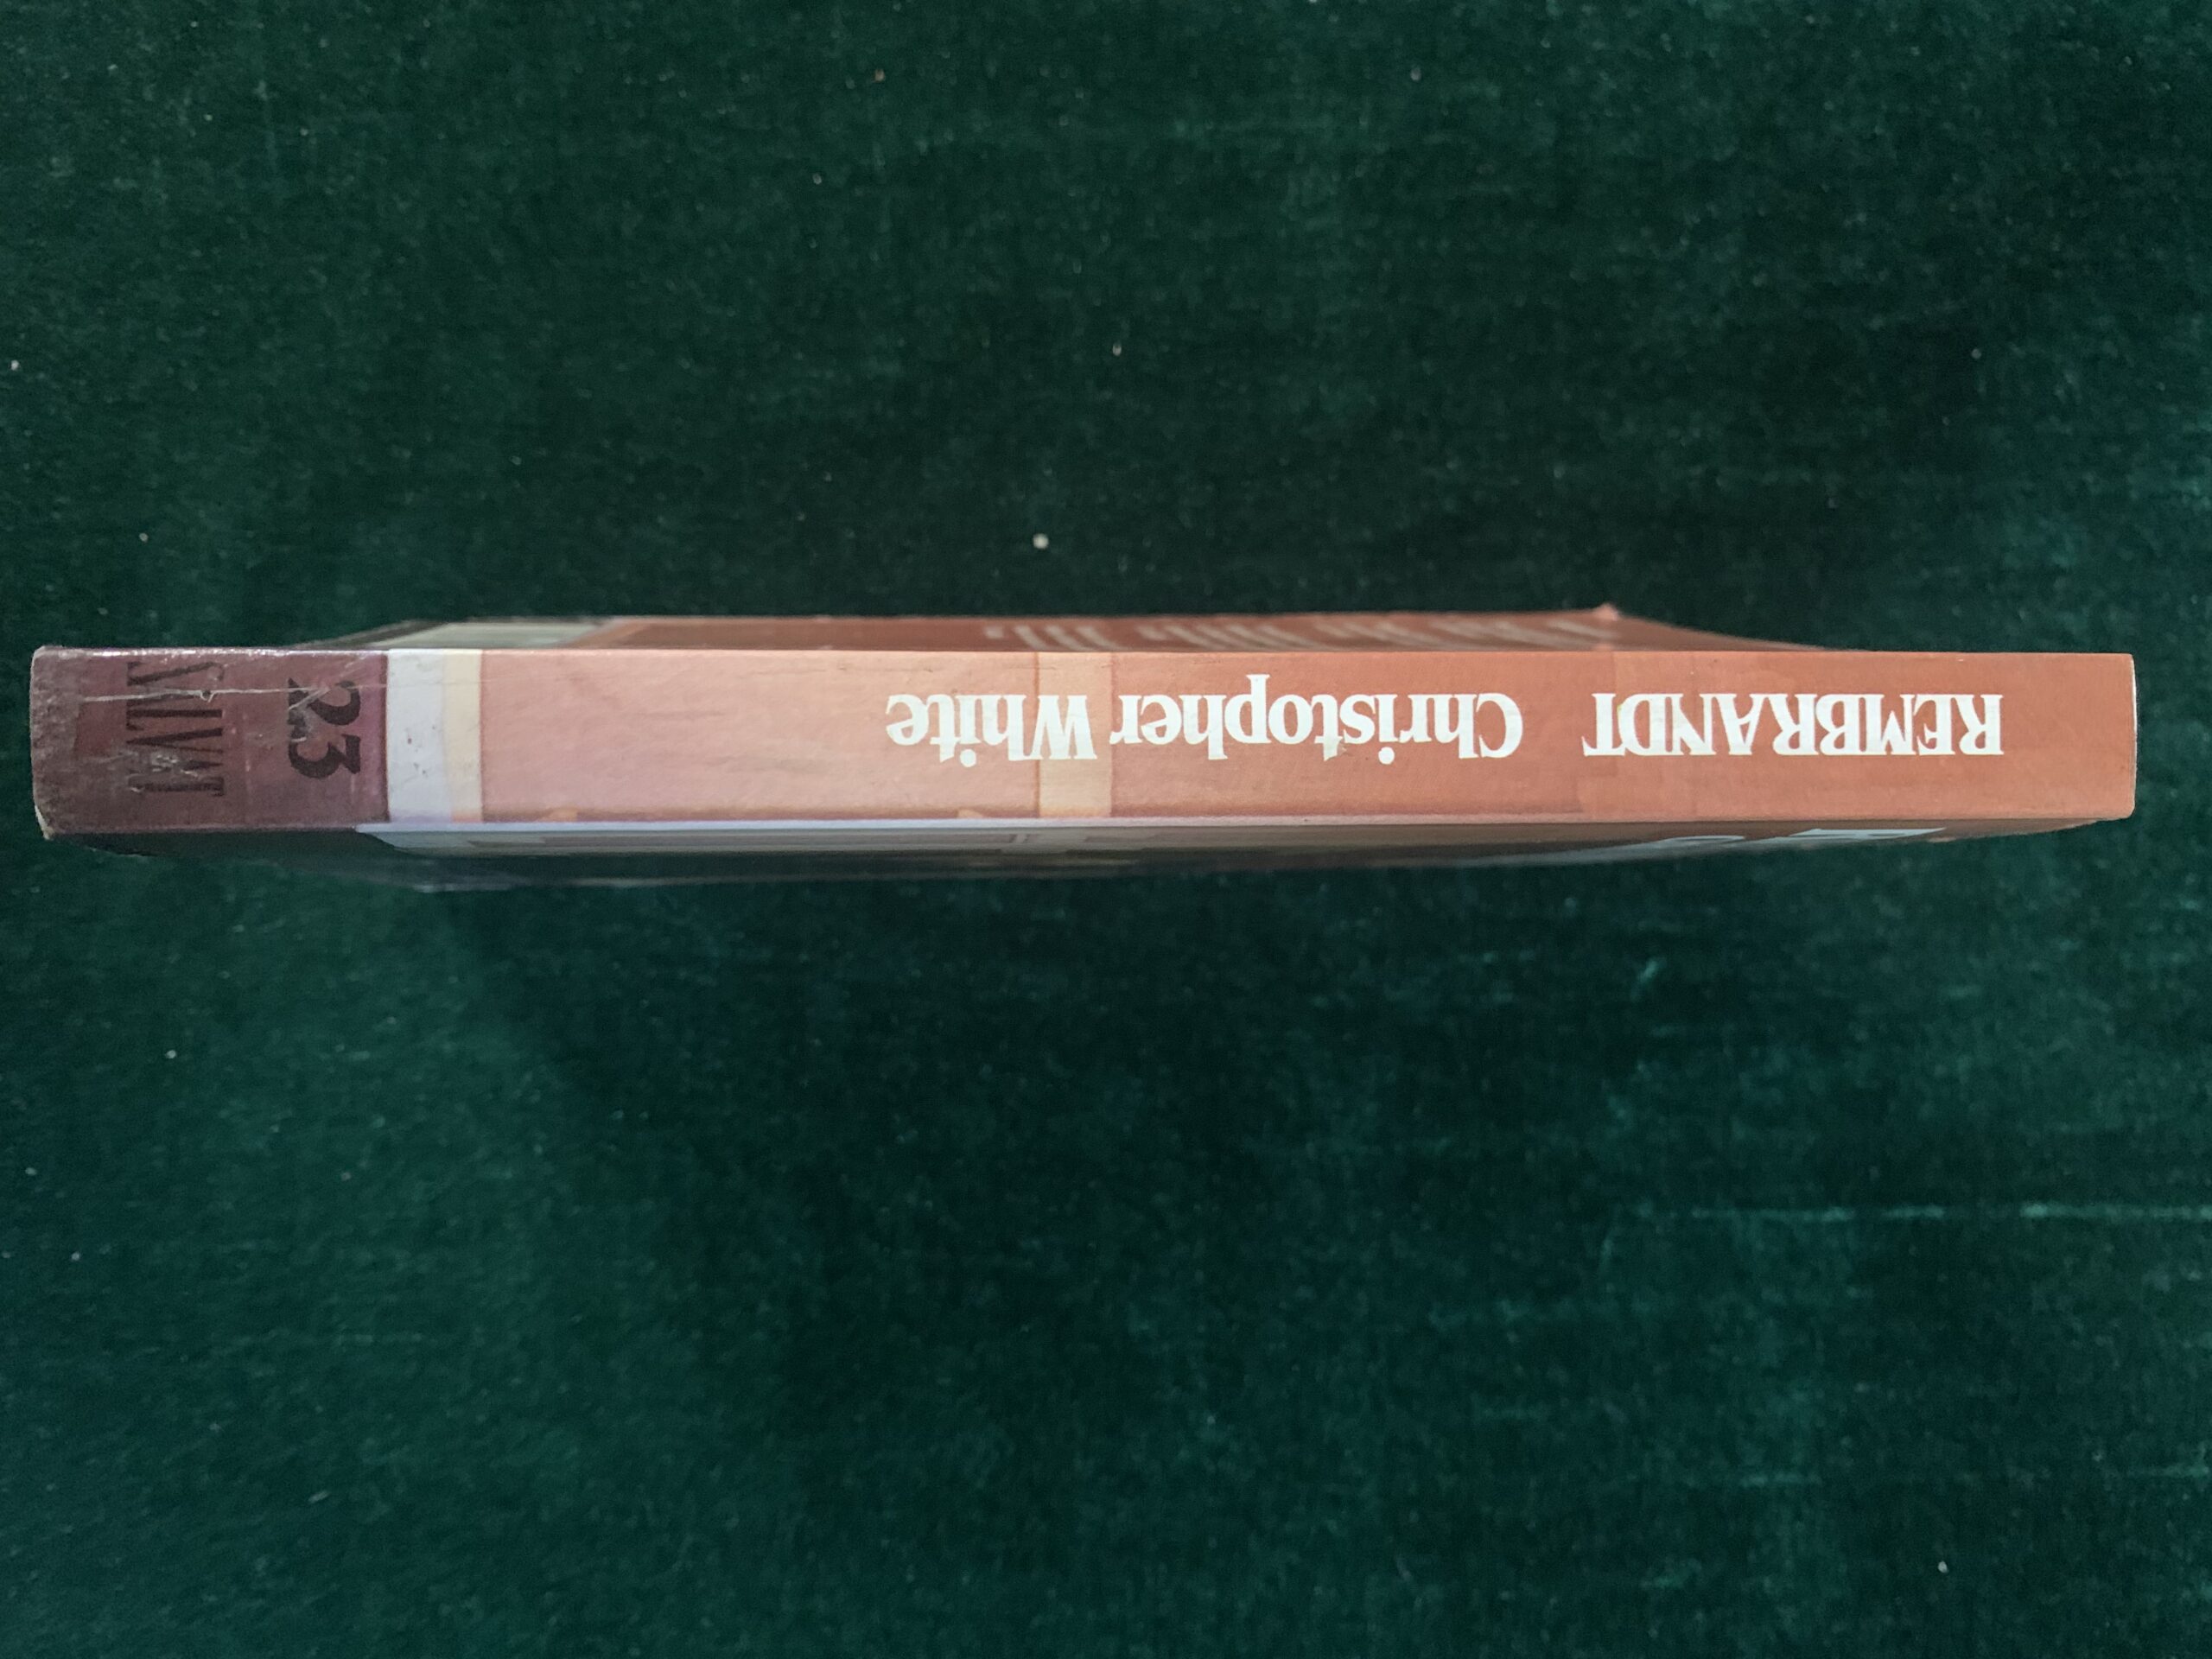 REMBRANDT Christopher White
23
SALVAT